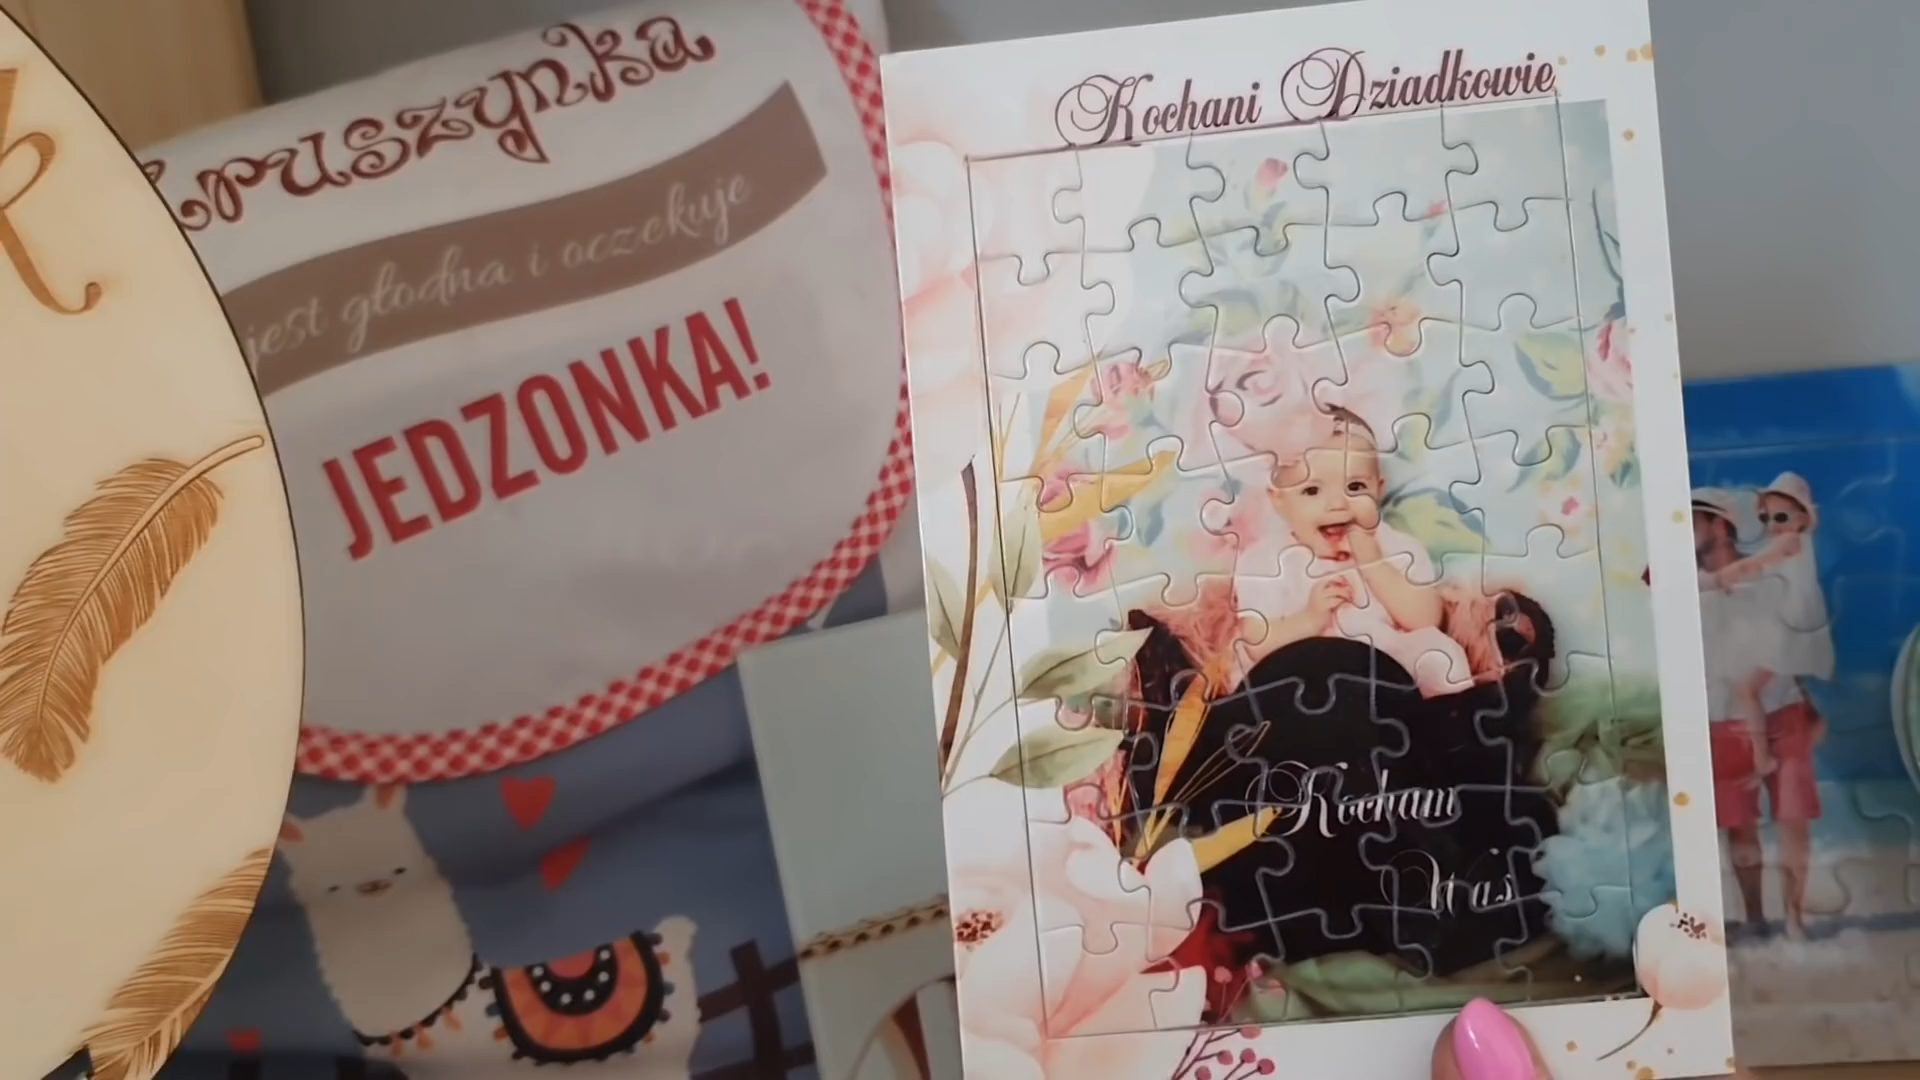 kruszynka
jest głodna i oczekuje
JEDZONKA!
Kochani Dziadkowie
Kocham
Was